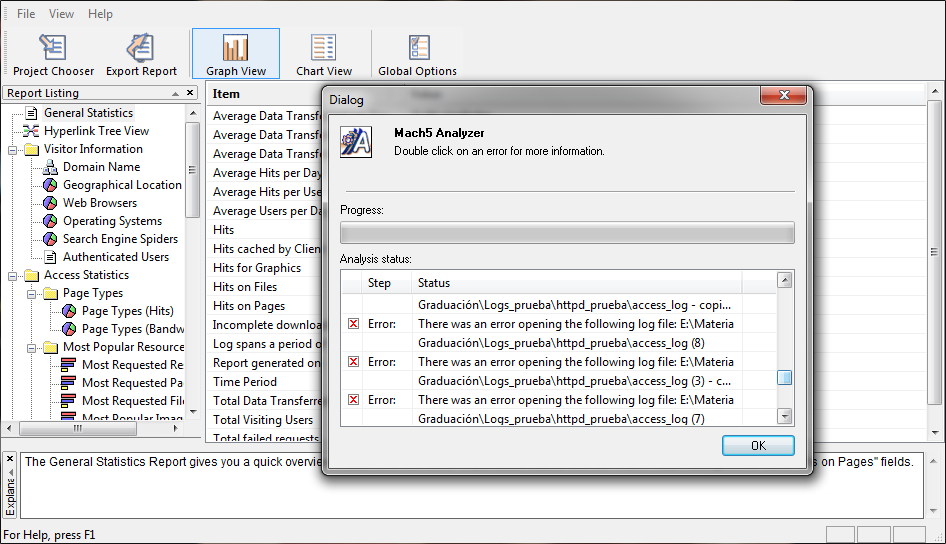 File View Help
Project Chooser Export Report Graph View Chart View Global Options
Report Listing
General Statistics
Hyperlink Tree View
Visitor Information
Domain Name
Geographical Location
Web Browsers
Operating Systems
Search Engine Spiders
Authenticated Users
Access Statistics
Page Types
Page Types (Hits)
Page Types (Bandw
Most Popular Resource
Most Requested Re
Most Requested Pa
Most Requested File
Most Popular Imag
Item
Average Data Transfe
Average Data Transfe
Average Data Transfe
Average Hits per Day
Average Hits per Use
Average Users per Da
Hits
Hits cached by Clien
Hits for Graphics
Hits on Files
Hits on Pages
Incomplete downloa
Log spans a period o
Report generated on
Time Period
Total Data Transferre
Total Visiting Users
Total failed requests
Dialog
Mach5 Analyzer
Double click on an error for more information.
Progress:
Analysis status:
Step Status
Graduación\Logs_prueba\httpd_prueba\access_log - copi...
Error: There was an error opening the following log file: E:\Materia
Graduación\Logs_prueba\httpd_prueba\access_log (8)
Error: There was an error opening the following log file: E:\Materia
Graduación\Logs_prueba\httpd_prueba\access_log (3) - c...
Error: There was an error opening the following log file: E:\Materia
Graduación\Logs_prueba\httpd_prueba\access_log (7)
OK
Explana
The General Statistics Report gives you a quick overvie s on Pages" fields.
For Help, press F1